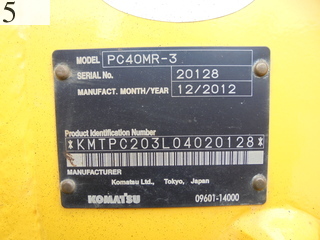 5
MODEL PC40MR-3
SERIAL No. 20128
MANUFACT. MONTH/YEAR 12/2012
Product Identification Number
*KMTPC203L04020128*
MANUFACTURER
Komatsu Ltd., Tokyo, Japan
KOMATSU 09601-14000